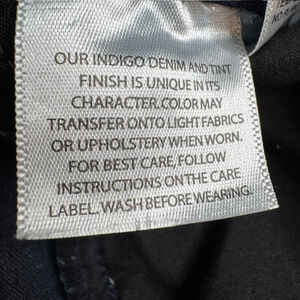 OUR INDIGO DENIM AND TINT
FINISH IS UNIQUE IN ITS
CHARACTER. COLOR MAY
TRANSFER ONTO LIGHT FABRICS
OR UPHOLSTERY WHEN WORN.
FOR BEST CARE, FOLLOW
INSTRUCTIONS ON THE CARE
LABEL. WASH BEFORE WEARING.